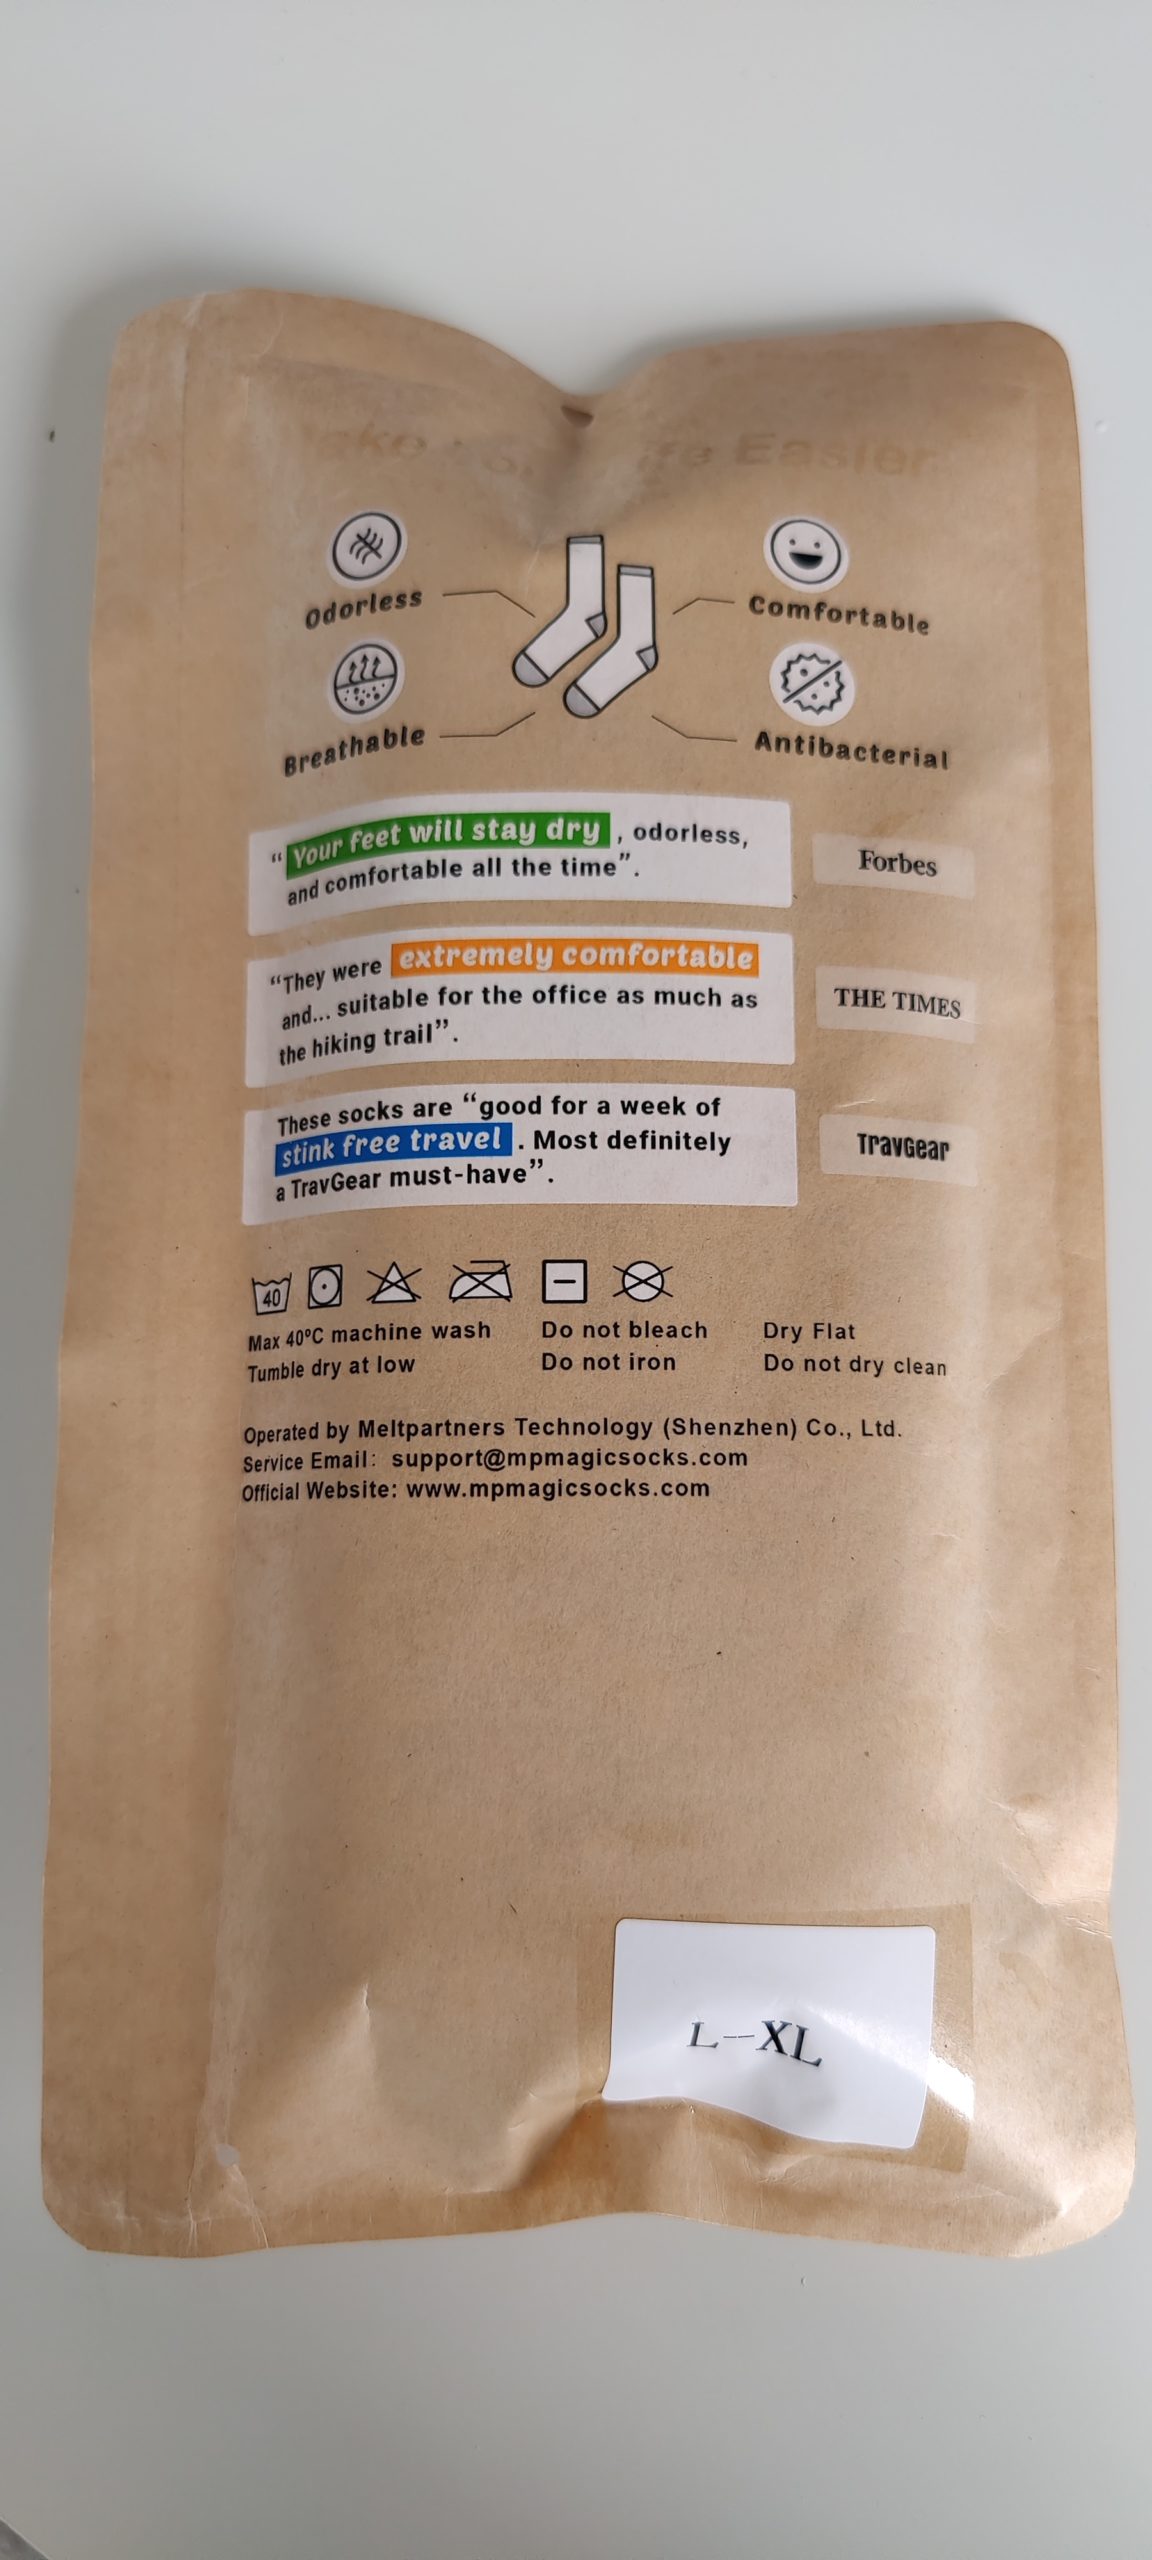 Easier
Odorless
Comfortable
Breathable
Antibacterial
“Your feet will stay dry , odorless,
and comfortable all the time”.
Forbes
“They were extremely comfortable
and... suitable for the office as much as
the hiking trail”.
THE TIMES
These socks are “good for a week of
stink free travel . Most definitely
a TravGear must-have”.
TravGear
40
Max 40°C machine wash
Do not bleach
Dry Flat
Tumble dry at low
Do not iron
Do not dry clean
Operated by Meltpartners Technology (Shenzhen) Co., Ltd.
Service Email: support@mpmagicsocks.com
Official Website: www.mpmagicsocks.com
L--XL